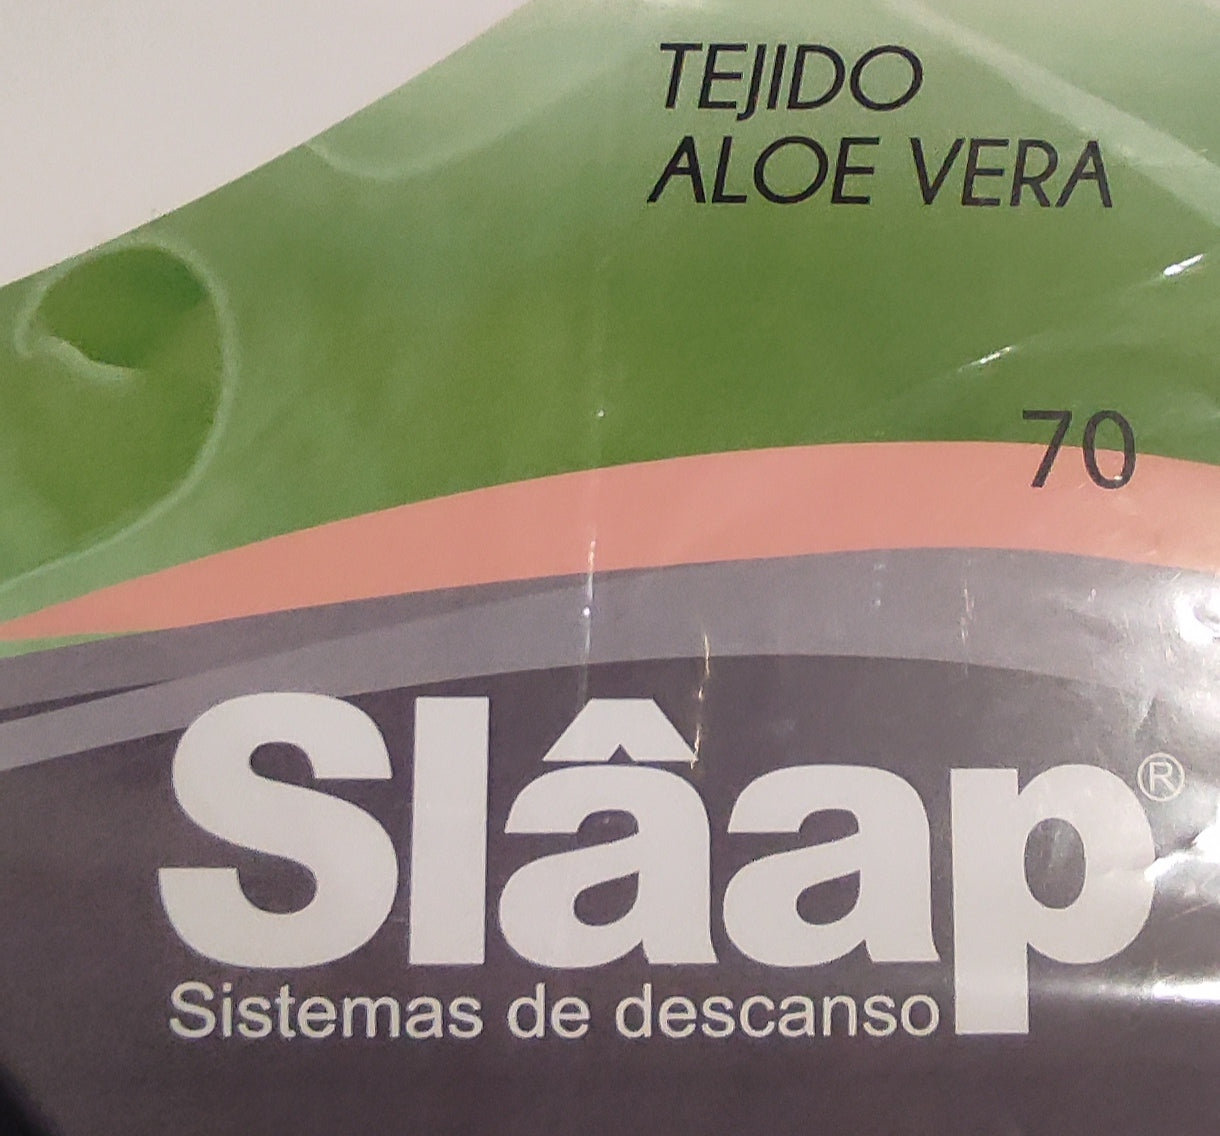 TEJIDO
ALOE VERA
70
Slâap®
Sistemas de descanso